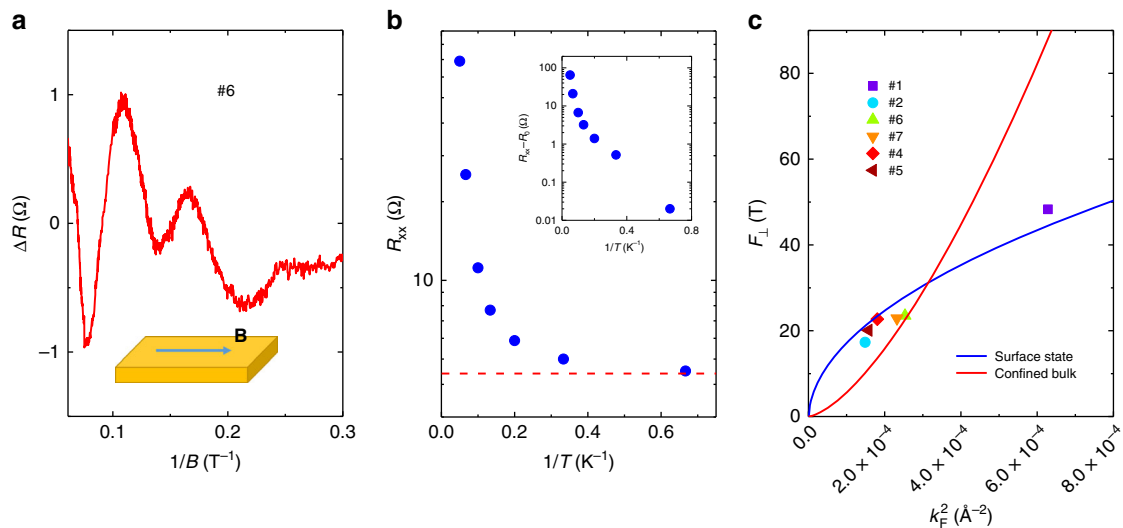 a
#6
1
0
−1
ΔR (Ω)
B
0.1
0.2
0.3
1/B (T⁻¹)
b
10
Rₓₓ (Ω)
0.0
0.2
0.4
0.6
1/T (K⁻¹)
100
10
1
0.1
0.01
Rₓₓ−R₀ (Ω)
0.0
0.4
0.8
1/T (K⁻¹)
c
80
60
40
20
0
F⊥ (T)
#1
#2
#6
#7
#4
#5
Surface state
Confined bulk
0.0
2.0 × 10⁻⁴
4.0 × 10⁻⁴
6.0 × 10⁻⁴
8.0 × 10⁻⁴
k_F² (Å⁻²)